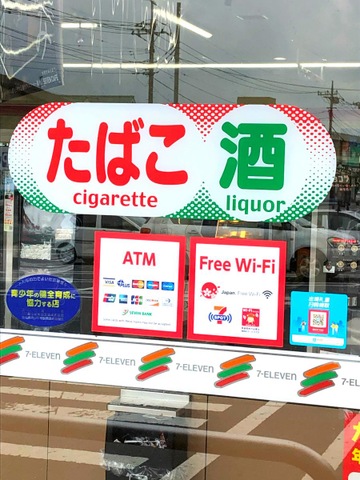 たばこ
cigarette
酒
liquor
ATM
VISA
SEVEN BANK
Free Wi-Fi
Japan. Free Wi-Fi
7SPOT
青少年の健全育成に
協力する店
7-ELEVEn
7-ELEVEn
7-ELEVEn
7-ELEVEn